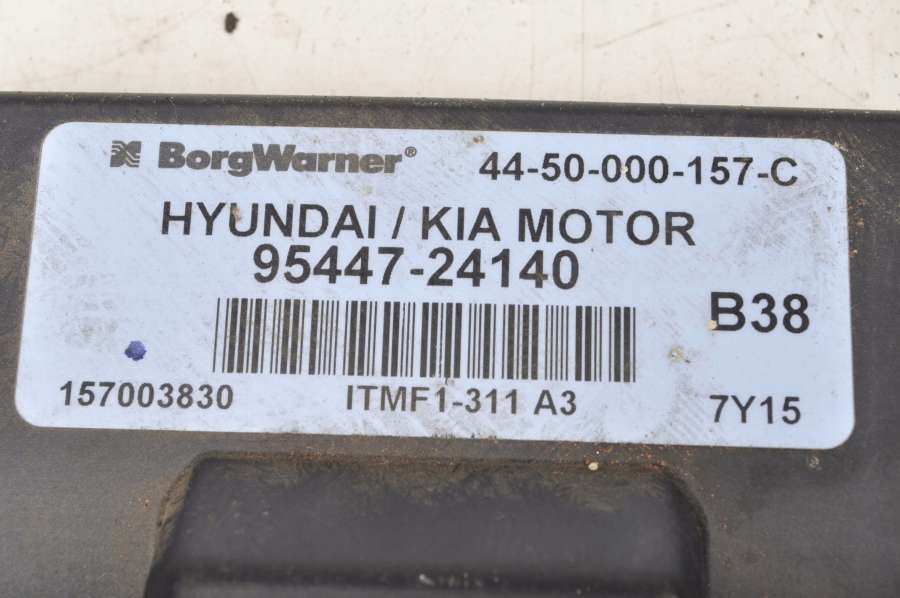 BorgWarner® 44-50-000-157-C
HYUNDAI / KIA MOTOR
95447-24140
B38
157003830 ITMF1-311 A3 7Y15